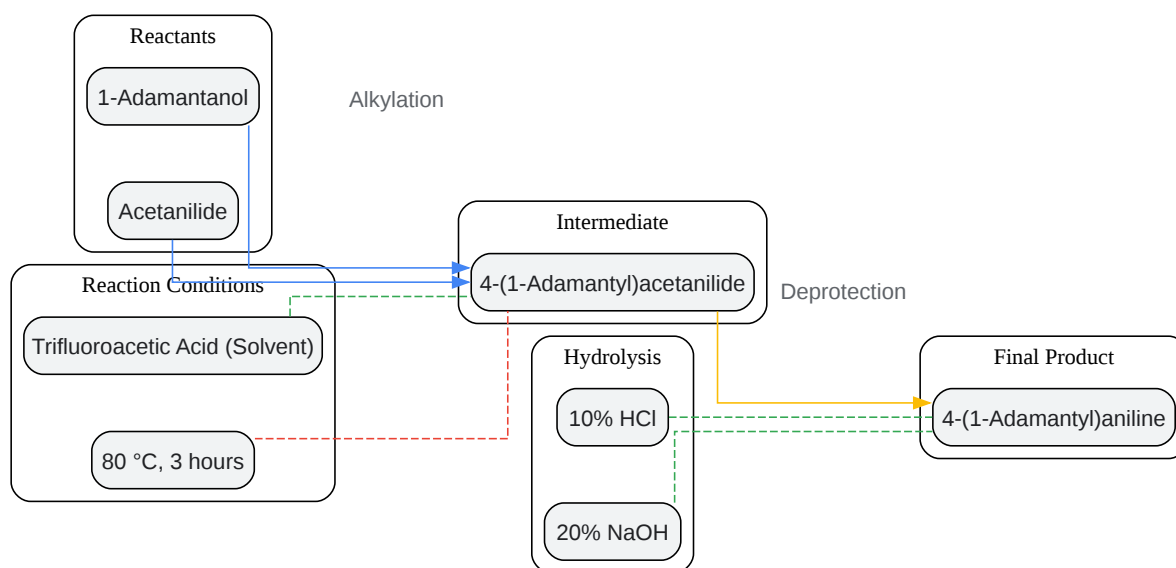 Reactants
1-Adamantanol
Alkylation
Acetanilide
Reaction Conditions
Trifluoroacetic Acid (Solvent)
80 °C, 3 hours
Intermediate
4-(1-Adamantyl)acetanilide
Deprotection
Hydrolysis
10% HCl
20% NaOH
Final Product
4-(1-Adamantyl)aniline